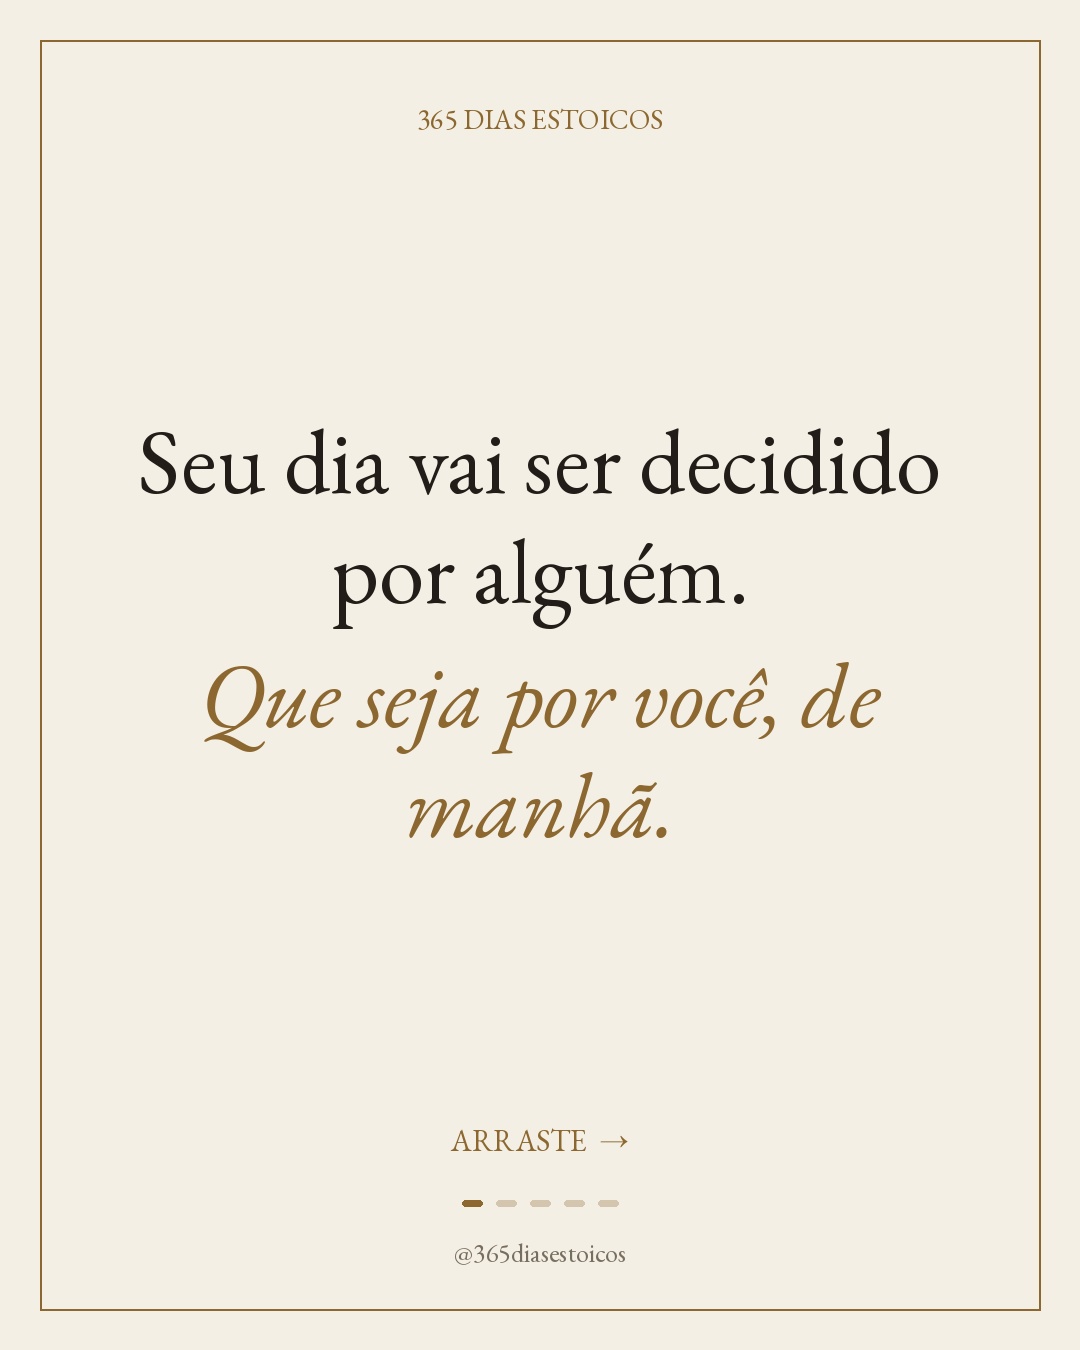 365 DIAS ESTOICOS
Seu dia vai ser decidido
por alguém.
Que seja por você, de
manhã.
ARRASTE →
@365diasestoicos